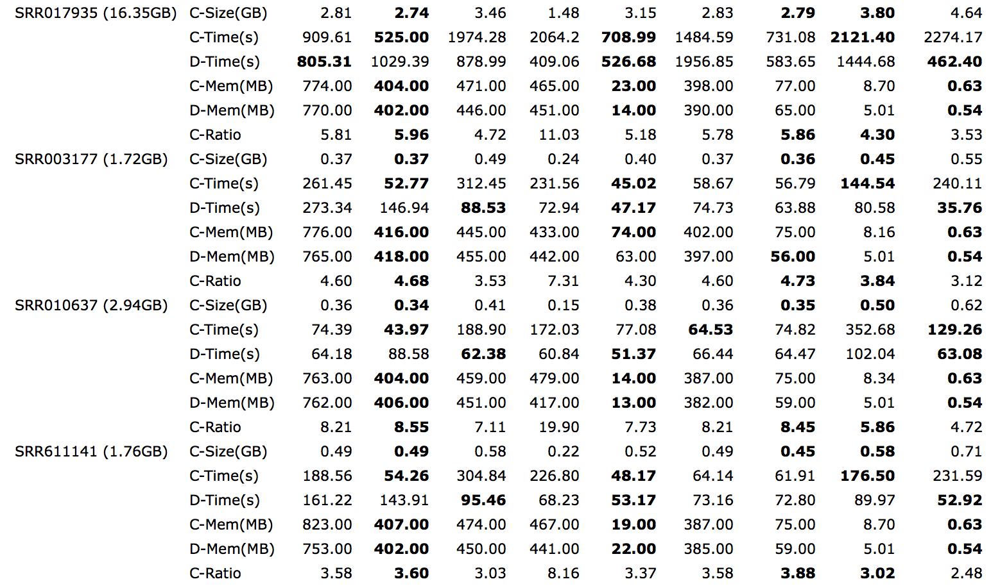 SRR017935 (16.35GB) C-Size(GB) 2.81 2.74 3.46 1.48 3.15 2.83 2.79 3.80 4.64
C-Time(s) 909.61 525.00 1974.28 2064.2 708.99 1484.59 731.08 2121.40 2274.17
D-Time(s) 805.31 1029.39 878.99 409.06 526.68 1956.85 583.65 1444.68 462.40
C-Mem(MB) 774.00 404.00 471.00 465.00 23.00 398.00 77.00 8.70 0.63
D-Mem(MB) 770.00 402.00 446.00 451.00 14.00 390.00 65.00 5.01 0.54
C-Ratio 5.81 5.96 4.72 11.03 5.18 5.78 5.86 4.30 3.53
SRR003177 (1.72GB) C-Size(GB) 0.37 0.37 0.49 0.24 0.40 0.37 0.36 0.45 0.55
C-Time(s) 261.45 52.77 312.45 231.56 45.02 58.67 56.79 144.54 240.11
D-Time(s) 273.34 146.94 88.53 72.94 47.17 74.73 63.88 80.58 35.76
C-Mem(MB) 776.00 416.00 445.00 433.00 74.00 402.00 75.00 8.16 0.63
D-Mem(MB) 765.00 418.00 455.00 442.00 63.00 397.00 56.00 5.01 0.54
C-Ratio 4.60 4.68 3.53 7.31 4.30 4.60 4.73 3.84 3.12
SRR010637 (2.94GB) C-Size(GB) 0.36 0.34 0.41 0.15 0.38 0.36 0.35 0.50 0.62
C-Time(s) 74.39 43.97 188.90 172.03 77.08 64.53 74.82 352.68 129.26
D-Time(s) 64.18 88.58 62.38 60.84 51.37 66.44 64.47 102.04 63.08
C-Mem(MB) 763.00 404.00 459.00 479.00 14.00 387.00 75.00 8.34 0.63
D-Mem(MB) 762.00 406.00 451.00 417.00 13.00 382.00 59.00 5.01 0.54
C-Ratio 8.21 8.55 7.11 19.90 7.73 8.21 8.45 5.86 4.72
SRR611141 (1.76GB) C-Size(GB) 0.49 0.49 0.58 0.22 0.52 0.49 0.45 0.58 0.71
C-Time(s) 188.56 54.26 304.84 226.80 48.17 64.14 61.91 176.50 231.59
D-Time(s) 161.22 143.91 95.46 68.23 53.17 73.16 72.80 89.97 52.92
C-Mem(MB) 823.00 407.00 474.00 467.00 19.00 387.00 75.00 8.70 0.63
D-Mem(MB) 753.00 402.00 450.00 441.00 22.00 385.00 59.00 5.01 0.54
C-Ratio 3.58 3.60 3.03 8.16 3.37 3.58 3.88 3.02 2.48